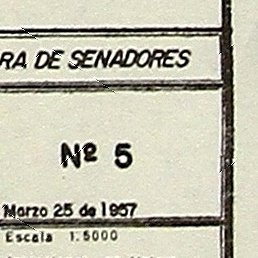 RA DE SENADORES
Nº 5
Marzo 25 de 1957
Escala 1:5000